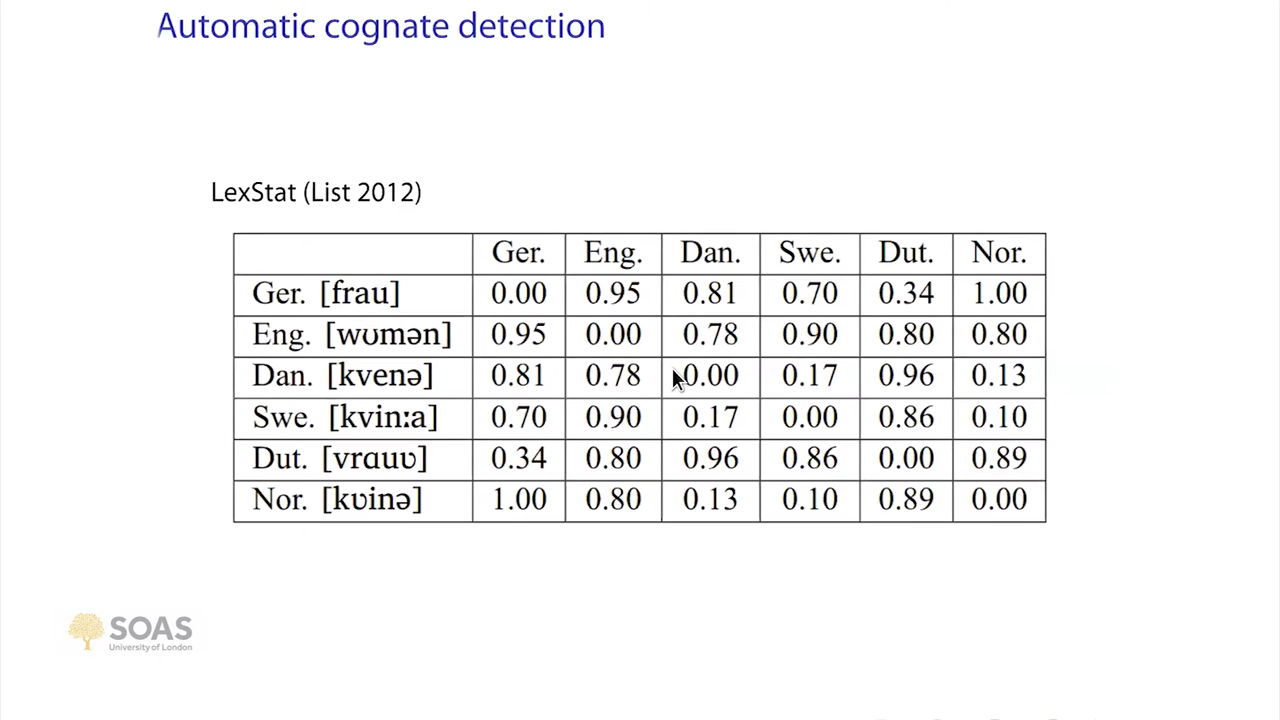 Automatic cognate detection
LexStat (List 2012)
Ger. Eng. Dan. Swe. Dut. Nor.
Ger. [frau] 0.00 0.95 0.81 0.70 0.34 1.00
Eng. [wʊmən] 0.95 0.00 0.78 0.90 0.80 0.80
Dan. [kvenə] 0.81 0.78 0.00 0.17 0.96 0.13
Swe. [kvinːa] 0.70 0.90 0.17 0.00 0.86 0.10
Dut. [vrɑuʋ] 0.34 0.80 0.96 0.86 0.00 0.89
Nor. [kʋinə] 1.00 0.80 0.13 0.10 0.89 0.00
SOAS
University of London